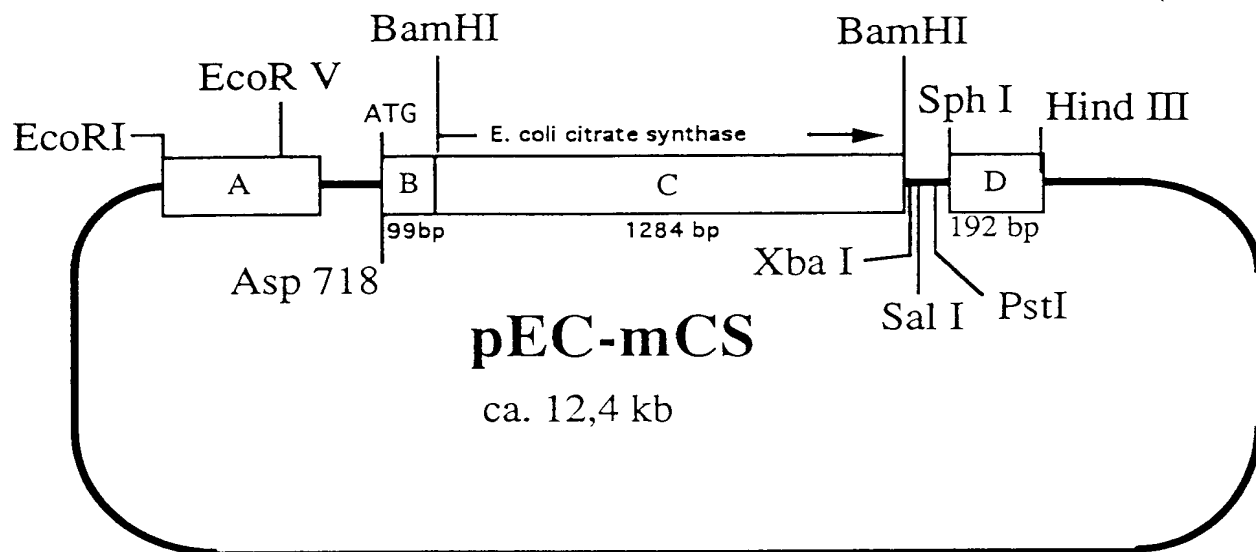 BamHI
BamHI
EcoR V
Sph I
Hind III
ATG
EcoRI
E. coli citrate synthase
A
B
C
D
99bp
1284 bp
192 bp
Asp 718
Xba I
Sal I
PstI
pEC-mCS
ca. 12,4 kb